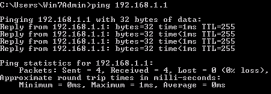 C:\Users\Win7Admin>ping 192.168.1.1
Pinging 192.168.1.1 with 32 bytes of data:
Reply from 192.168.1.1: bytes=32 time<1ms TTL=255
Reply from 192.168.1.1: bytes=32 time=1ms TTL=255
Reply from 192.168.1.1: bytes=32 time<1ms TTL=255
Reply from 192.168.1.1: bytes=32 time<1ms TTL=255
Ping statistics for 192.168.1.1:
Packets: Sent = 4, Received = 4, Lost = 0 (0% loss),
Approximate round trip times in milli-seconds:
Minimum = 0ms, Maximum = 1ms, Average = 0ms